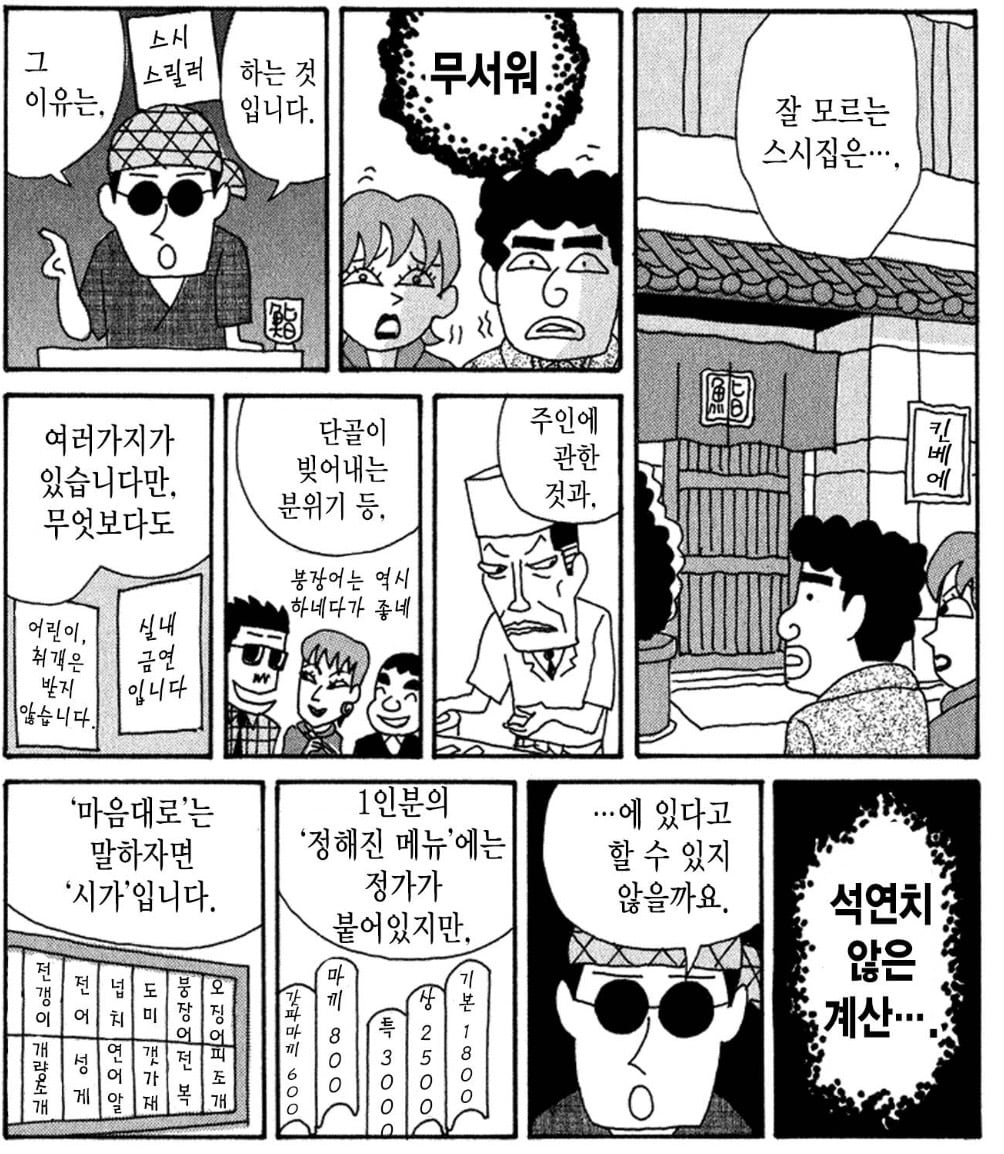 잘 모르는
스시집은….
鮨
킨베에
무서워
하는 것
입니다.
스시
스릴러
그
이유는,
鮨
주인에
관한
것과,
단골이
빚어내는
분위기 등,
붕장어는 역시
하네다가 좋네
여러가지가
있습니다만,
무엇보다도
실내
금연
입니다
어린이,
취객은
받지
않습니다.
석연치
않은
계산….
…에 있다고
할 수 있지
않을까요.
1인분의
‘정해진 메뉴’에는
정가가
붙어있지만,
기본 1800
상 2500
특 3000
마끼 800
갑파마끼 600
‘마음대로’는
말하자면
‘시가’입니다.
오징어
붕장어
도미
넙치
전어
전갱이
피조개
전복
갯가재
연어알
성게
개량조개